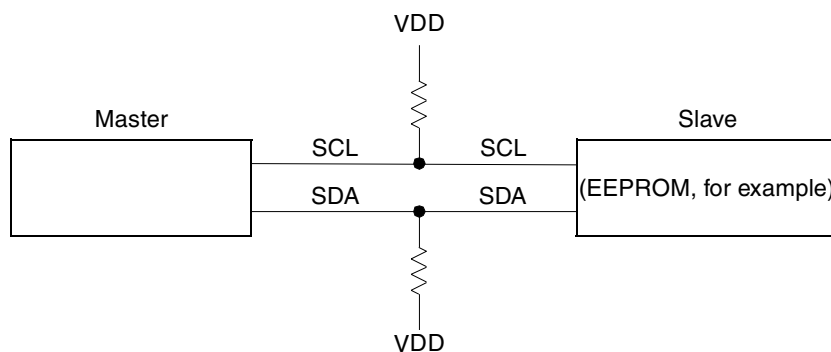 VDD
Master
Slave
SCL
SCL
(EEPROM, for example)
SDA
SDA
VDD